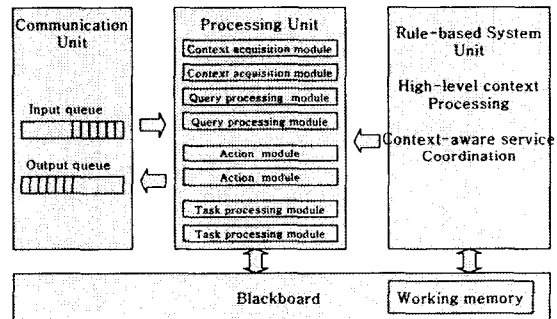 Communication
Unit
Input queue
Output queue
Processing Unit
Context acquisition module
Context acquisition module
Query processing module
Query processing module
Action module
Action module
Task processing module
Task processing module
Rule-based System
Unit
High-level context
Processing
Context-aware service
Coordination
Blackboard
Working memory